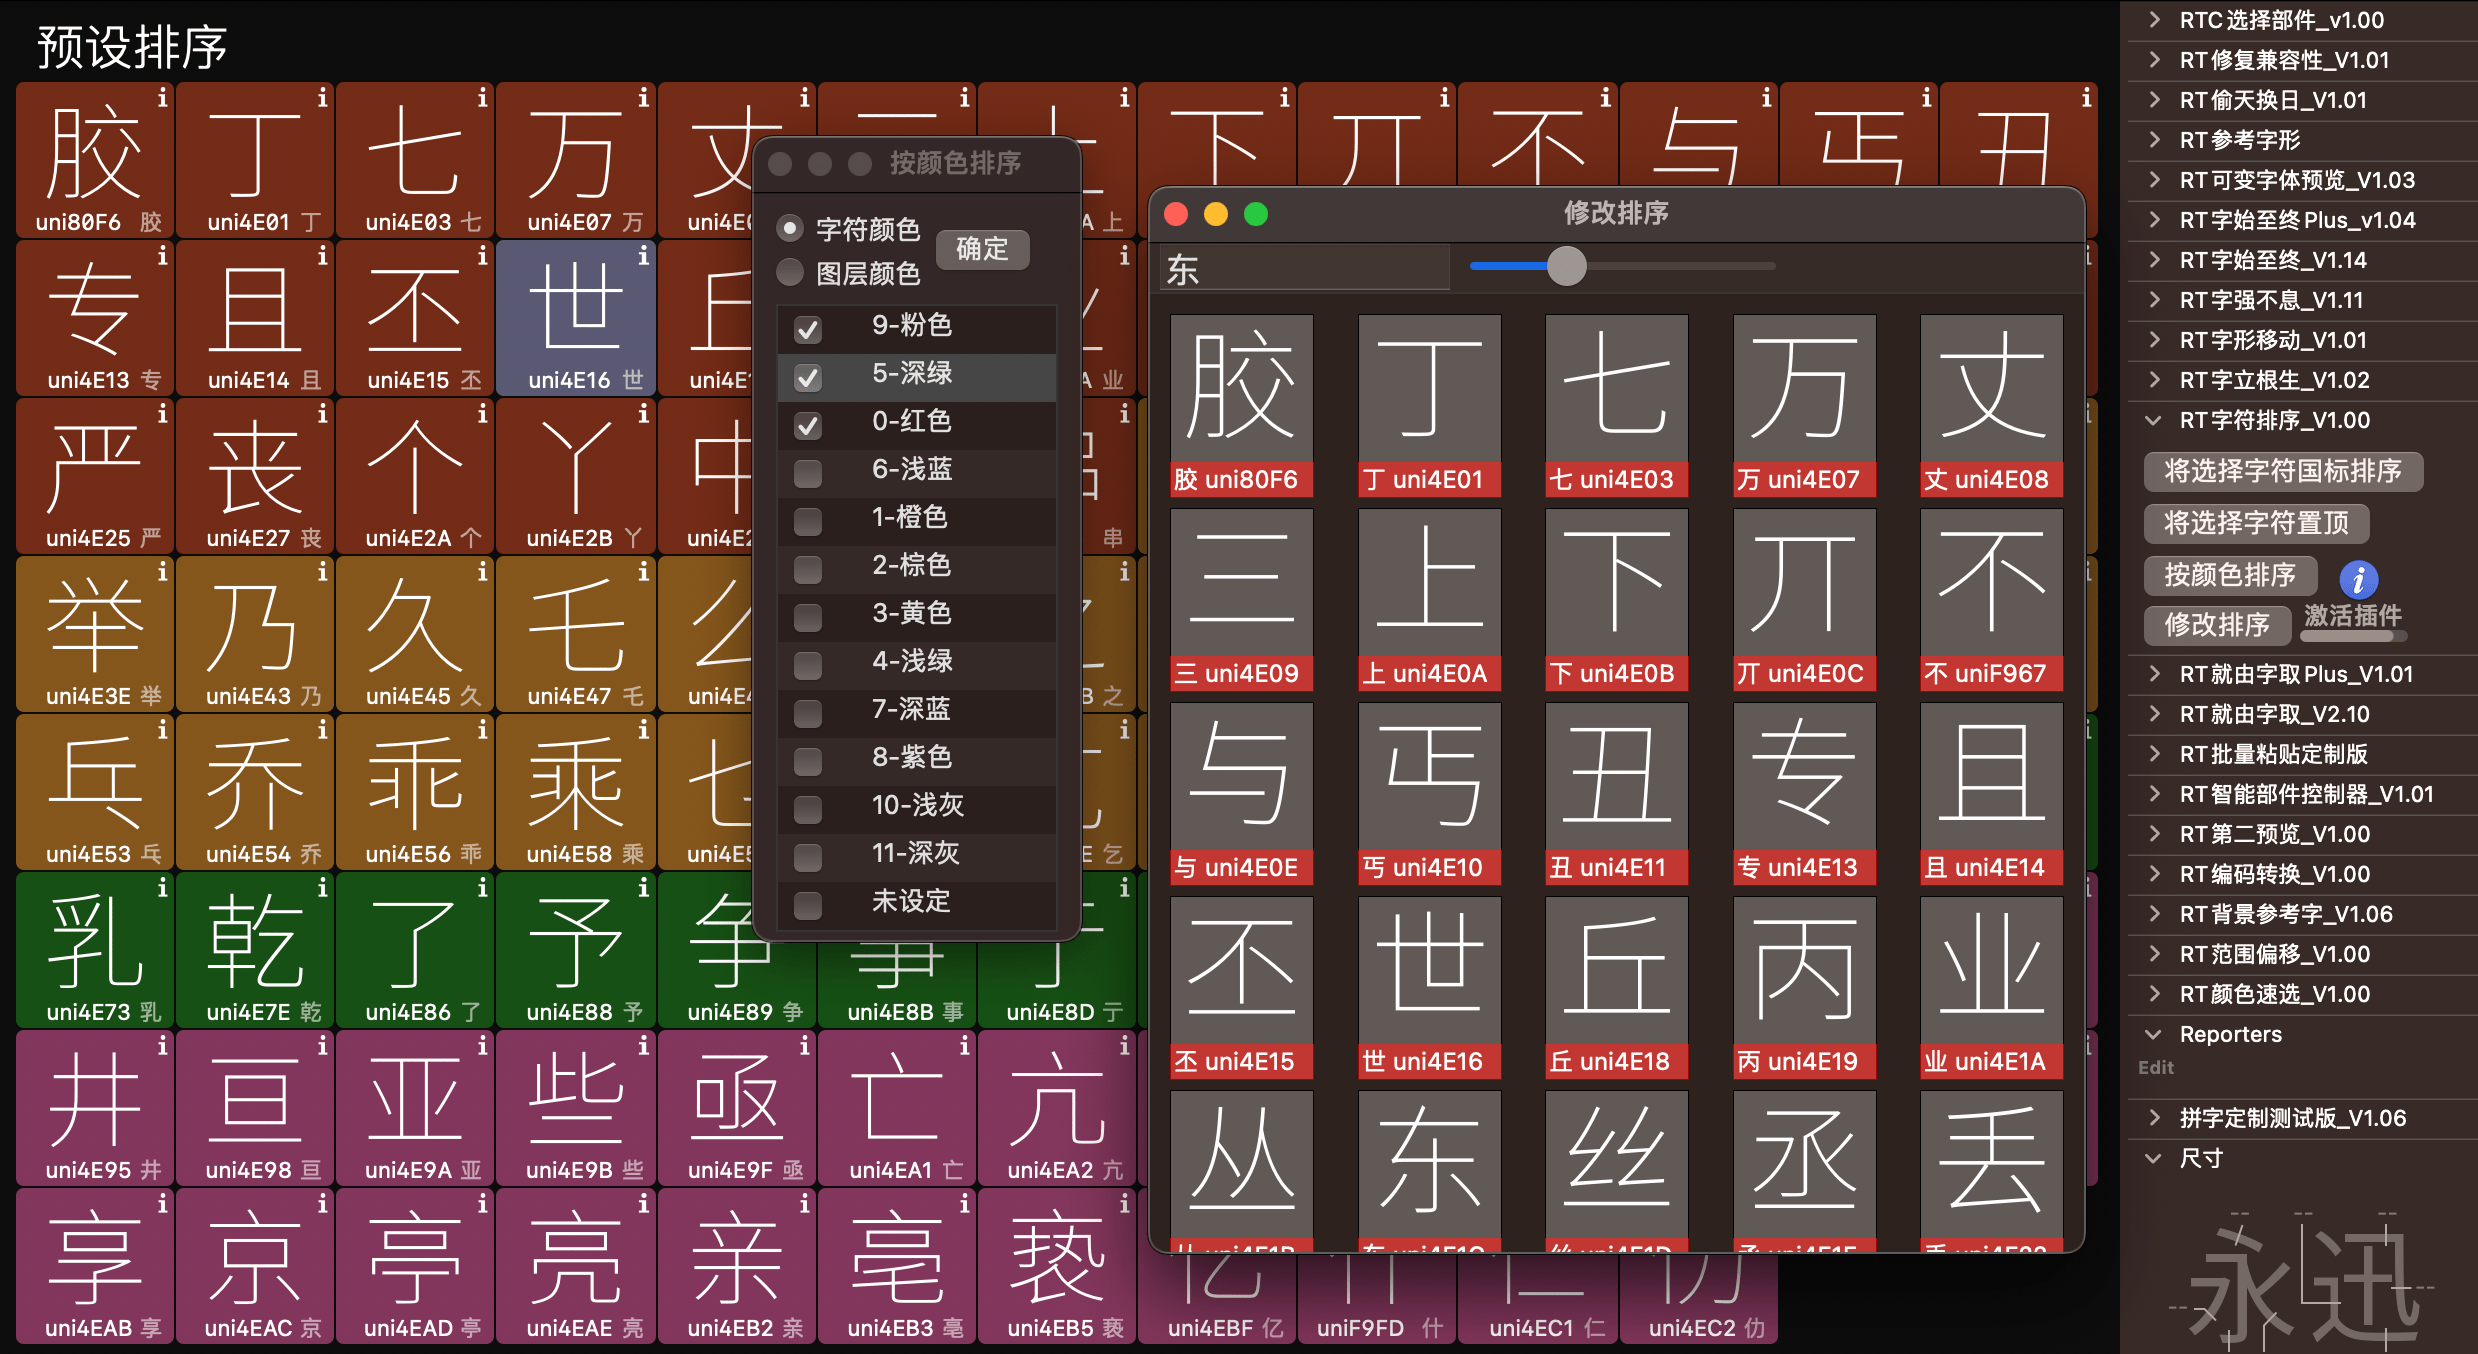 预设排序
胶 丁 七 万 丈 下 丌 不 与 丐 丑
uni80F6 胶 uni4E01 丁 uni4E03 七 uni4E07 万 上
专 且 丕 世
uni4E13 专 uni4E14 且 uni4E15 丕 uni4E16 世 业
严 丧 个 丫
uni4E25 严 uni4E27 丧 uni4E2A 个 uni4E2B 丫 串
举 乃 久 乇 么
uni4E3E 举 uni4E43 乃 uni4E45 久 uni4E47 乇 之
乓 乔 乖 乘
uni4E53 乓 uni4E54 乔 uni4E56 乖 uni4E58 乘 乞
乳 乾 了 予 争 事 亍
uni4E73 乳 uni4E7E 乾 uni4E86 了 uni4E88 予 uni4E89 争 uni4E8B 事 uni4E8D 亍
井 亘 亚 些 亟 亡 亢
uni4E95 井 uni4E98 亘 uni4E9A 亚 uni4E9B 些 uni4E9F 亟 uni4EA1 亡 uni4EA2 亢
享 京 亭 亮 亲 亳 亵 亿 什 仁 仂
uni4EAB 享 uni4EAC 京 uni4EAD 亭 uni4EAE 亮 uni4EB2 亲 uni4EB3 亳 uni4EB5 亵 uni4EBF 亿 uniF9FD 什 uni4EC1 仁 uni4EC2 仂
按颜色排序
字符颜色
确定
图层颜色
9-粉色
5-深绿
0-红色
6-浅蓝
1-橙色
2-棕色
3-黄色
4-浅绿
7-深蓝
8-紫色
10-浅灰
11-深灰
未设定
修改排序
东
胶 丁 七 万 丈
胶 uni80F6 丁 uni4E01 七 uni4E03 万 uni4E07 丈 uni4E08
三 上 下 丌 不
三 uni4E09 上 uni4E0A 下 uni4E0B 丌 uni4E0C 不 uniF967
与 丐 丑 专 且
与 uni4E0E 丐 uni4E10 丑 uni4E11 专 uni4E13 且 uni4E14
丕 世 丘 丙 业
丕 uni4E15 世 uni4E16 丘 uni4E18 丙 uni4E19 业 uni4E1A
丛 东 丝 丞 丢
RTC 选择部件_v1.00
RT 修复兼容性_V1.01
RT 偷天换日_V1.01
RT 参考字形
RT 可变字体预览_V1.03
RT 字始至终 Plus_v1.04
RT 字始至终_V1.14
RT 字强不息_V1.11
RT 字形移动_V1.01
RT 字立根生_V1.02
RT 字符排序_V1.00
将选择字符国标排序
将选择字符置顶
按颜色排序
修改排序 激活插件
RT 就由字取 Plus_V1.01
RT 就由字取_V2.10
RT 批量粘贴定制版
RT 智能部件控制器_V1.01
RT 第二预览_V1.00
RT 编码转换_V1.00
RT 背景参考字_V1.06
RT 范围偏移_V1.00
RT 颜色速选_V1.00
Reporters
Edit
拼字定制测试版_V1.06
尺寸
永迅